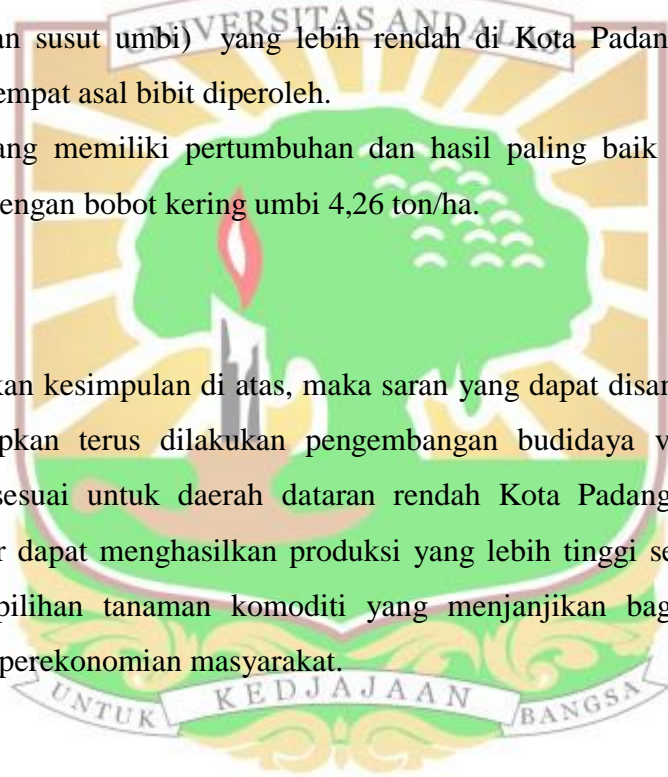 UNIVERSITAS ANDALAS
an susut umbi) yang lebih rendah di Kota Padan
empat asal bibit diperoleh.
ang memiliki pertumbuhan dan hasil paling baik
engan bobot kering umbi 4,26 ton/ha.
kan kesimpulan di atas, maka saran yang dapat disar
pkan terus dilakukan pengembangan budidaya v
sesuai untuk daerah dataran rendah Kota Padang
r dapat menghasilkan produksi yang lebih tinggi se
pilihan tanaman komoditi yang menjanjikan bag
perekonomian masyarakat.
UNTUK KEDJAJAAN BANGSA